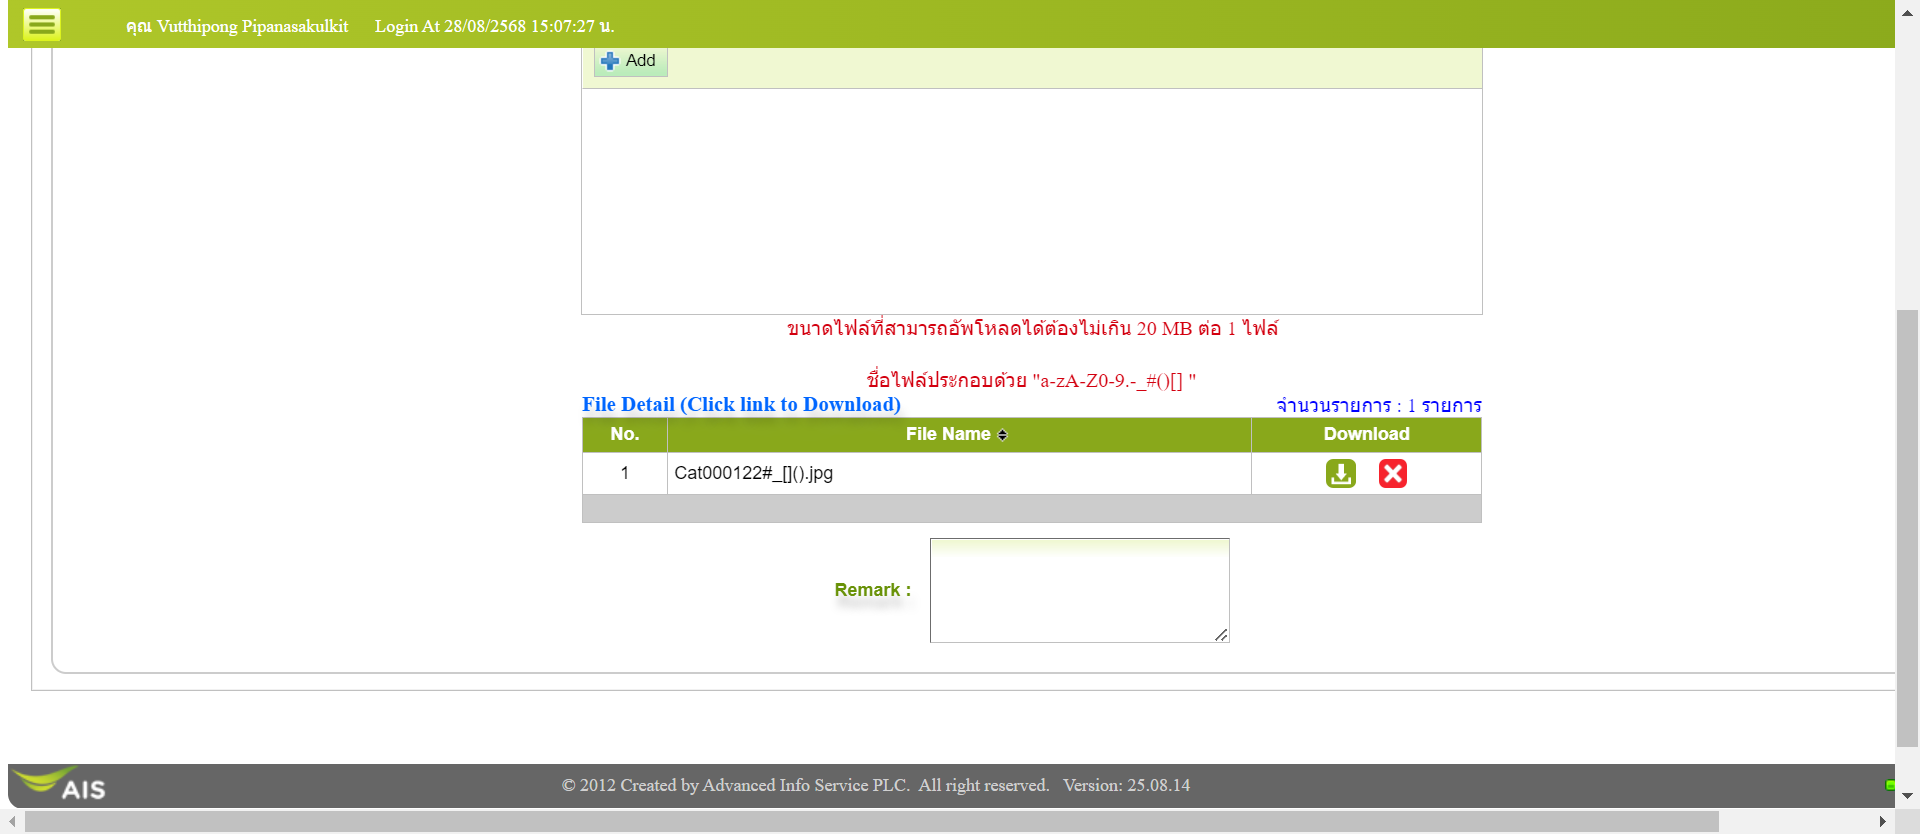 คุณ Vutthipong Pipanasakulkit Login At 28/08/2568 15:07:27 น.
Add
ขนาดไฟล์ที่สามารถอัพโหลดได้ต้องไม่เกิน 20 MB ต่อ 1 ไฟล์
ชื่อไฟล์ประกอบด้วย "a-zA-Z0-9.-_#()[] "
File Detail (Click link to Download) จำนวนรายการ : 1 รายการ
No. File Name Download
1 Cat000122#_[]().jpg
Remark :
AIS © 2012 Created by Advanced Info Service PLC. All right reserved. Version: 25.08.14